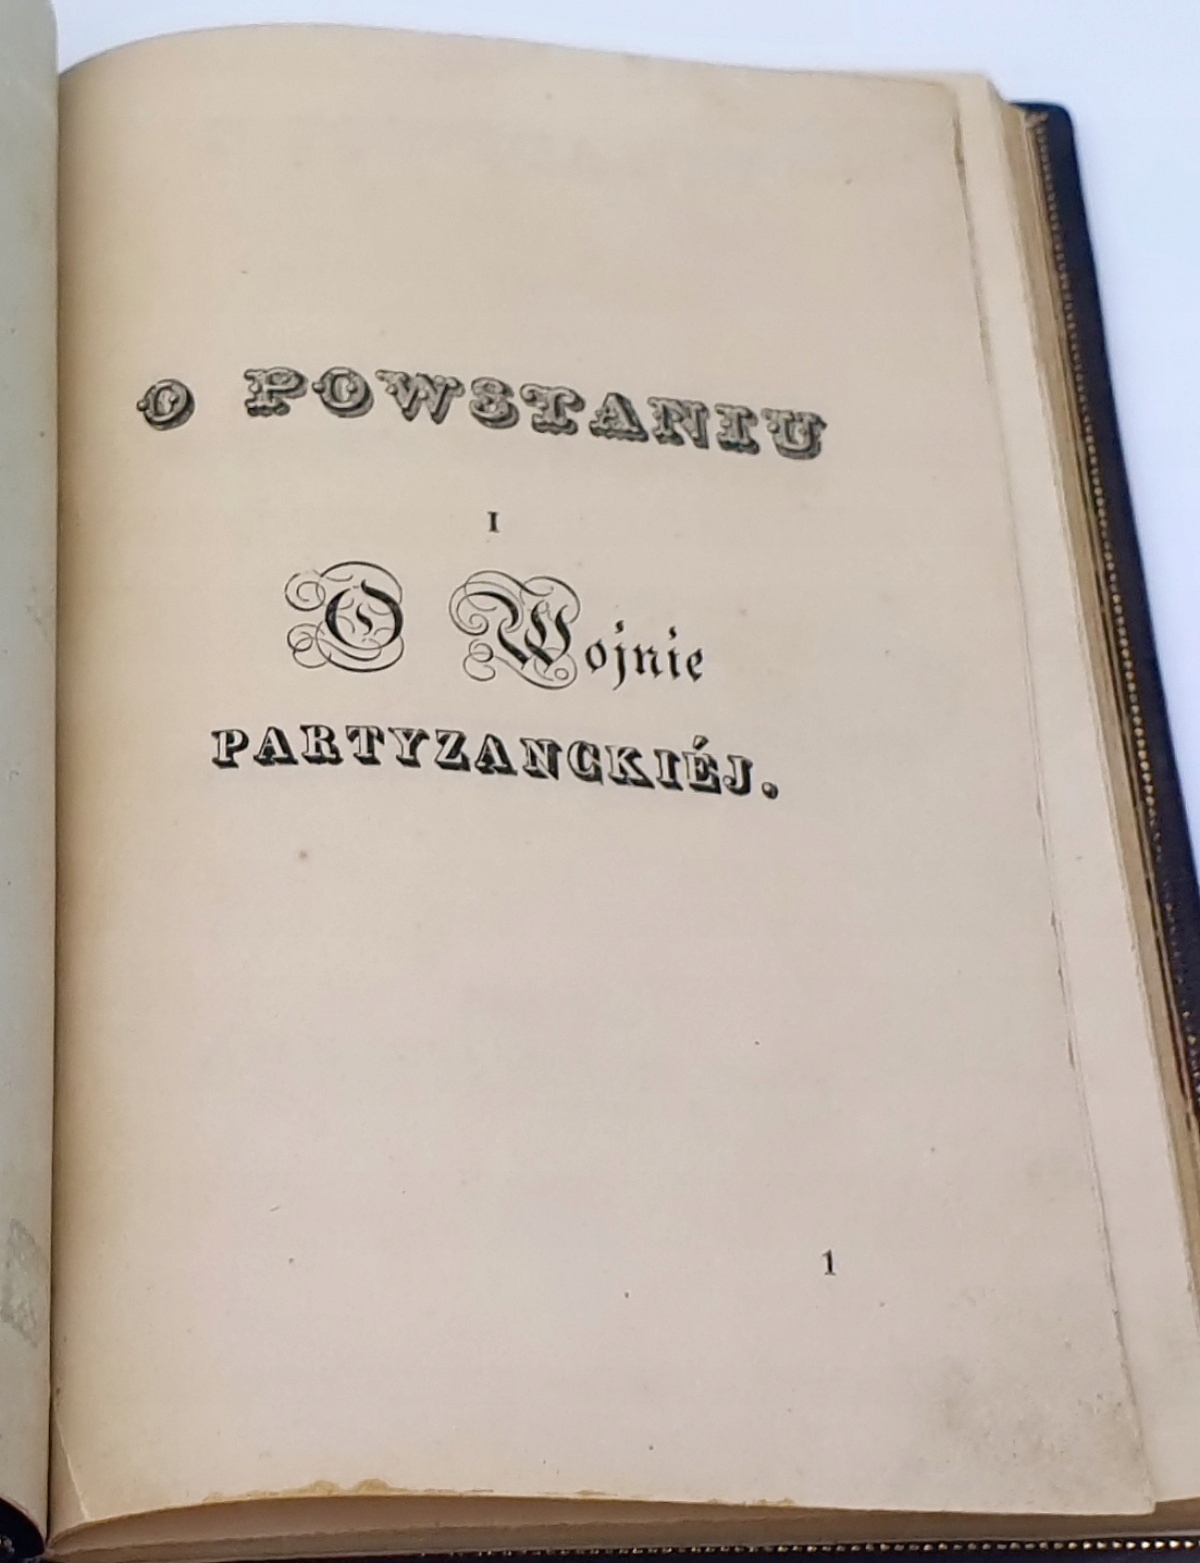 O POWSTANIU
I
O Wojnie
PARTYZANCKIÉJ.
1